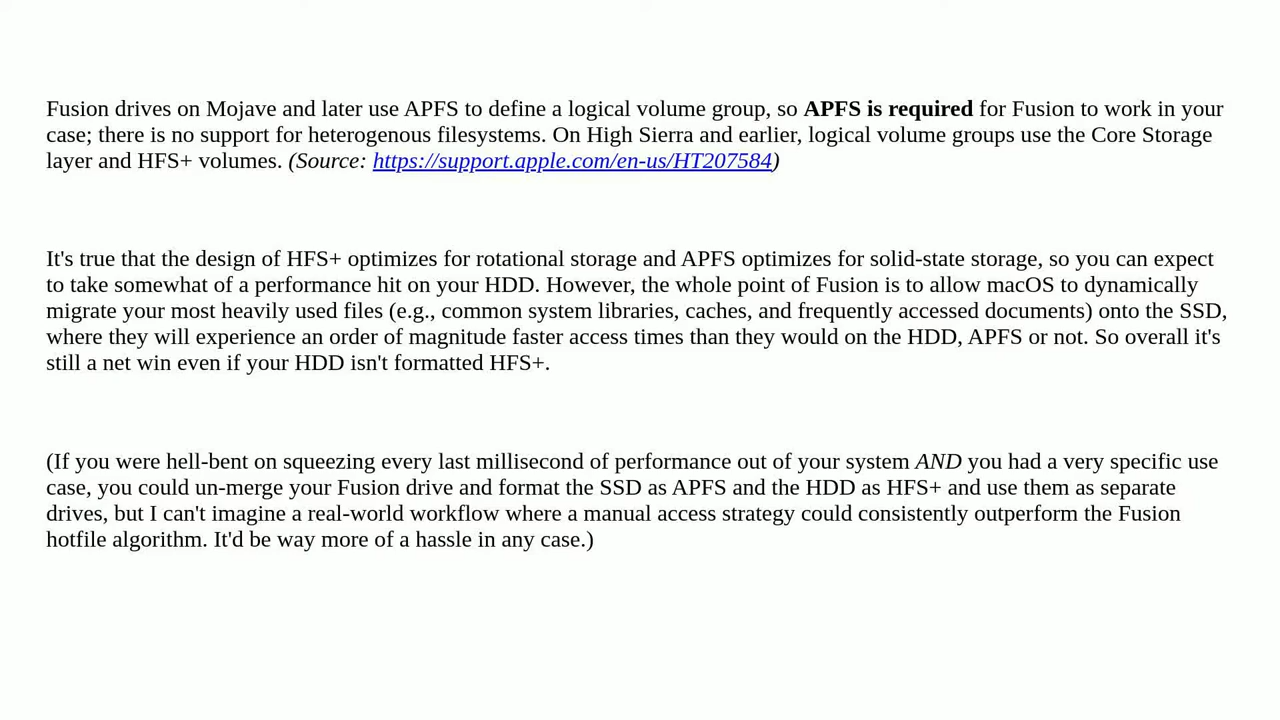 Fusion drives on Mojave and later use APFS to define a logical volume group, so APFS is required for Fusion to work in your
case; there is no support for heterogenous filesystems. On High Sierra and earlier, logical volume groups use the Core Storage
layer and HFS+ volumes. (Source: https://support.apple.com/en-us/HT207584)
It's true that the design of HFS+ optimizes for rotational storage and APFS optimizes for solid-state storage, so you can expect
to take somewhat of a performance hit on your HDD. However, the whole point of Fusion is to allow macOS to dynamically
migrate your most heavily used files (e.g., common system libraries, caches, and frequently accessed documents) onto the SSD,
where they will experience an order of magnitude faster access times than they would on the HDD, APFS or not. So overall it's
still a net win even if your HDD isn't formatted HFS+.
(If you were hell-bent on squeezing every last millisecond of performance out of your system AND you had a very specific use
case, you could un-merge your Fusion drive and format the SSD as APFS and the HDD as HFS+ and use them as separate
drives, but I can't imagine a real-world workflow where a manual access strategy could consistently outperform the Fusion
hotfile algorithm. It'd be way more of a hassle in any case.)